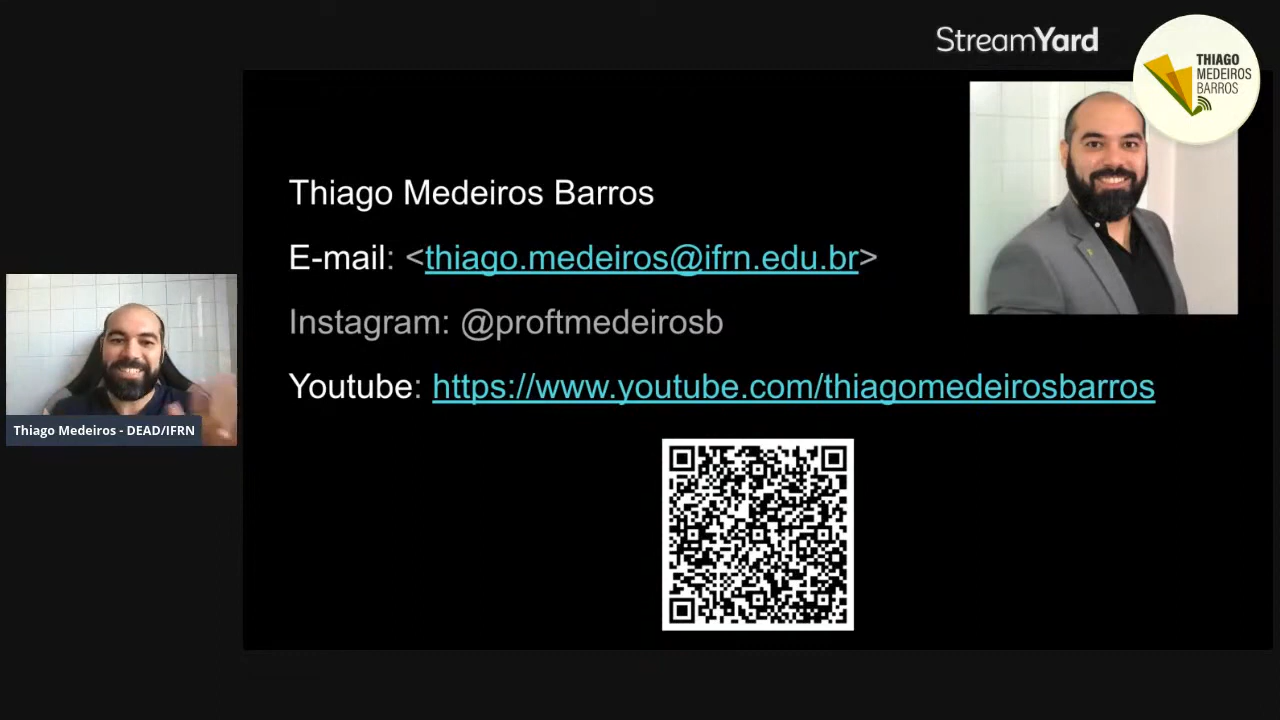 StreamYard
THIAGO
MEDEIROS
BARROS
Thiago Medeiros Barros
E-mail: <thiago.medeiros@ifrn.edu.br>
Instagram: @proftmedeirosb
Youtube: https://www.youtube.com/thiagomedeirosbarros
Thiago Medeiros - DEAD/IFRN